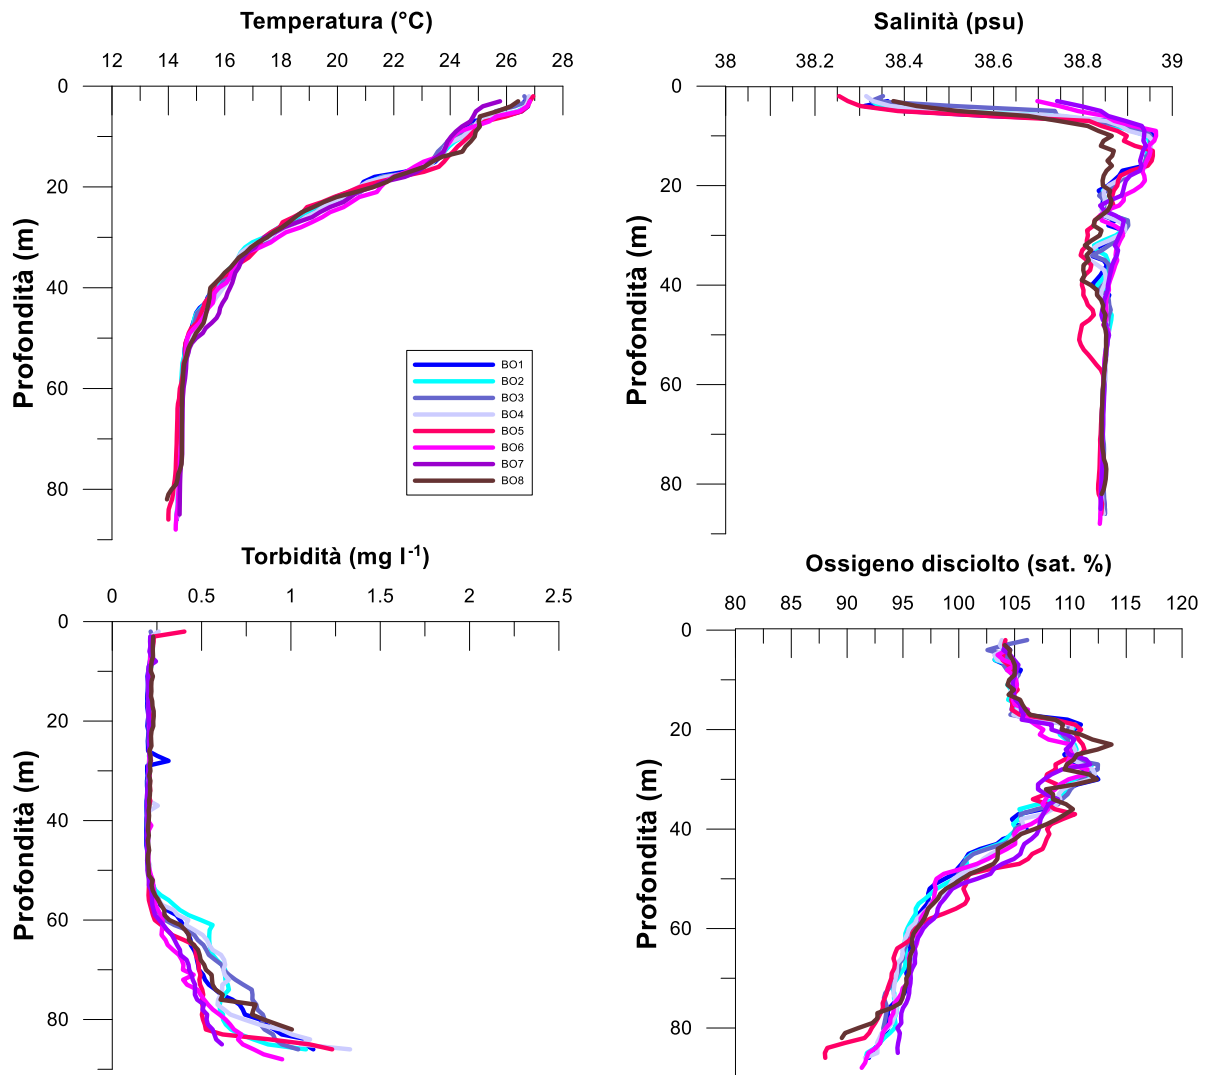 Temperatura (°C)
12 14 16 18 20 22 24 26 28
0
20
40
60
80
Profondità (m)
BO1
BO2
BO3
BO4
BO5
BO6
BO7
BO8
Salinità (psu)
38 38.2 38.4 38.6 38.8 39
0
20
40
60
80
Profondità (m)
Torbidità (mg l-1)
0 0.5 1 1.5 2 2.5
0
20
40
60
80
Profondità (m)
Ossigeno disciolto (sat. %)
80 85 90 95 100 105 110 115 120
0
20
40
60
80
Profondità (m)